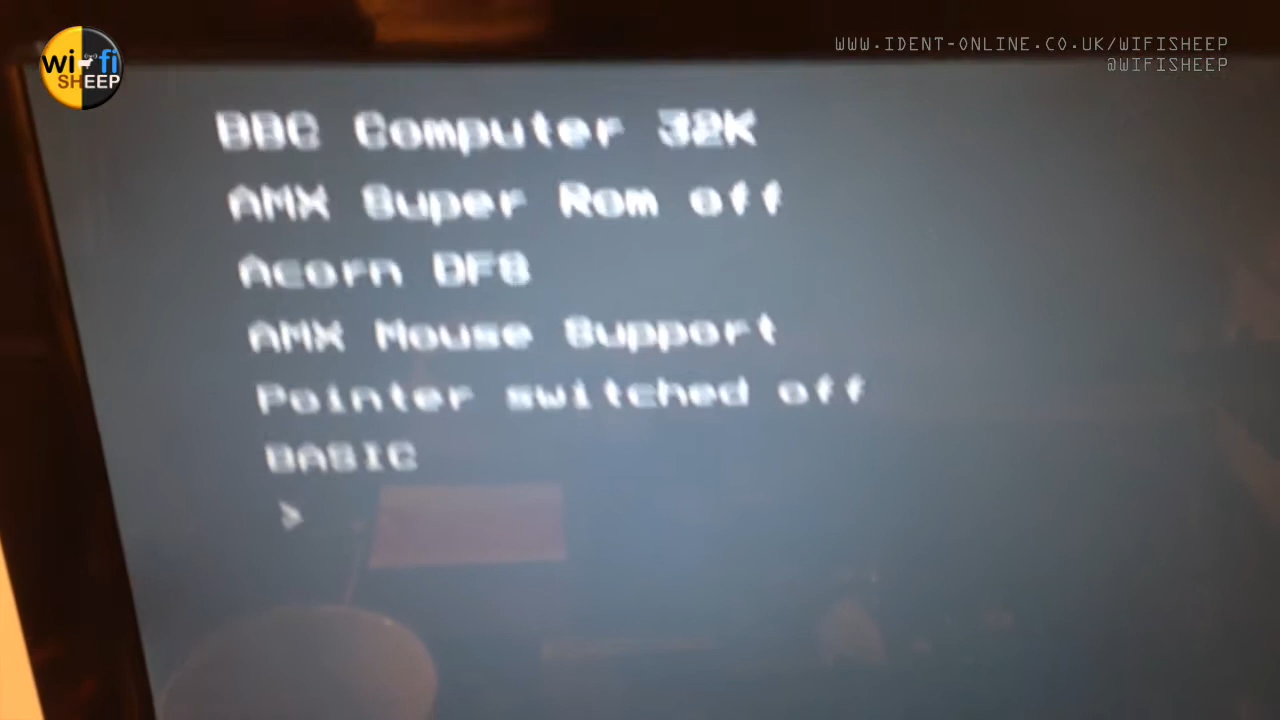 wi-fi
SHEEP
WWW.IDENT-ONLINE.CO.UK/WIFISHEEP
@WIFISHEEP
BBC Computer 32K
AMX Super Rom off
Acorn DFS
AMX Mouse Support
Pointer switched off
BASIC
>